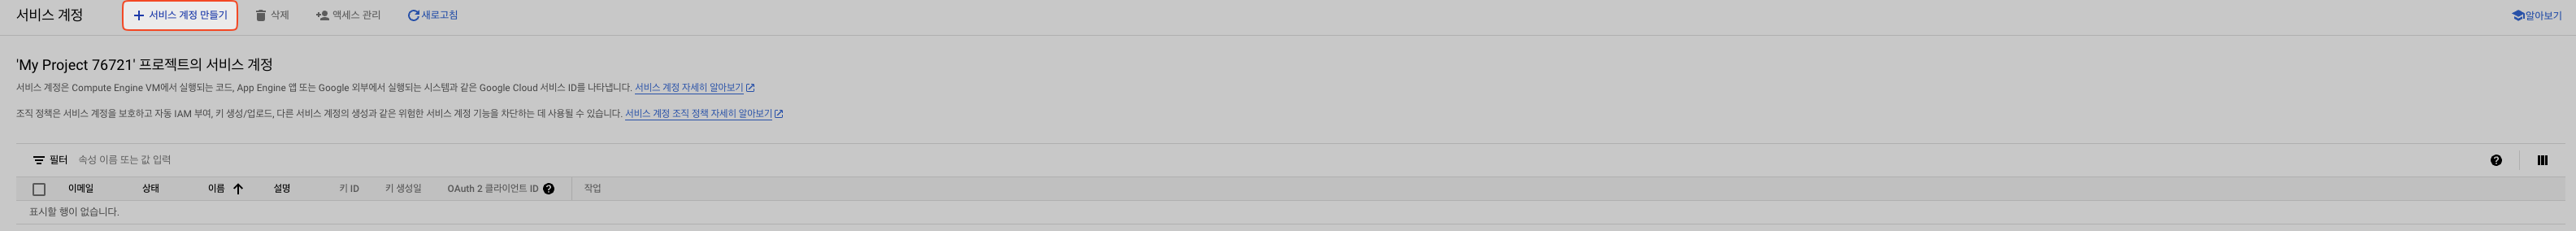 서비스 계정 서비스 계정 만들기 삭제 액세스 관리 새로고침 알아보기
'My Project 76721' 프로젝트의 서비스 계정
서비스 계정은 Compute Engine VM에서 실행되는 코드, App Engine 앱 또는 Google 외부에서 실행되는 시스템과 같은 Google Cloud 서비스 ID를 나타냅니다. 서비스 계정 자세히 알아보기
조직 정책은 서비스 계정을 보호하고 자동 IAM 부여, 키 생성/업로드, 다른 서비스 계정의 생성과 같은 위험한 서비스 계정 기능을 차단하는 데 사용될 수 있습니다. 서비스 계정 조직 정책 자세히 알아보기
필터 속성 이름 또는 값 입력
이메일 상태 이름 설명 키 ID 키 생성일 OAuth 2 클라이언트 ID 작업
표시할 행이 없습니다.